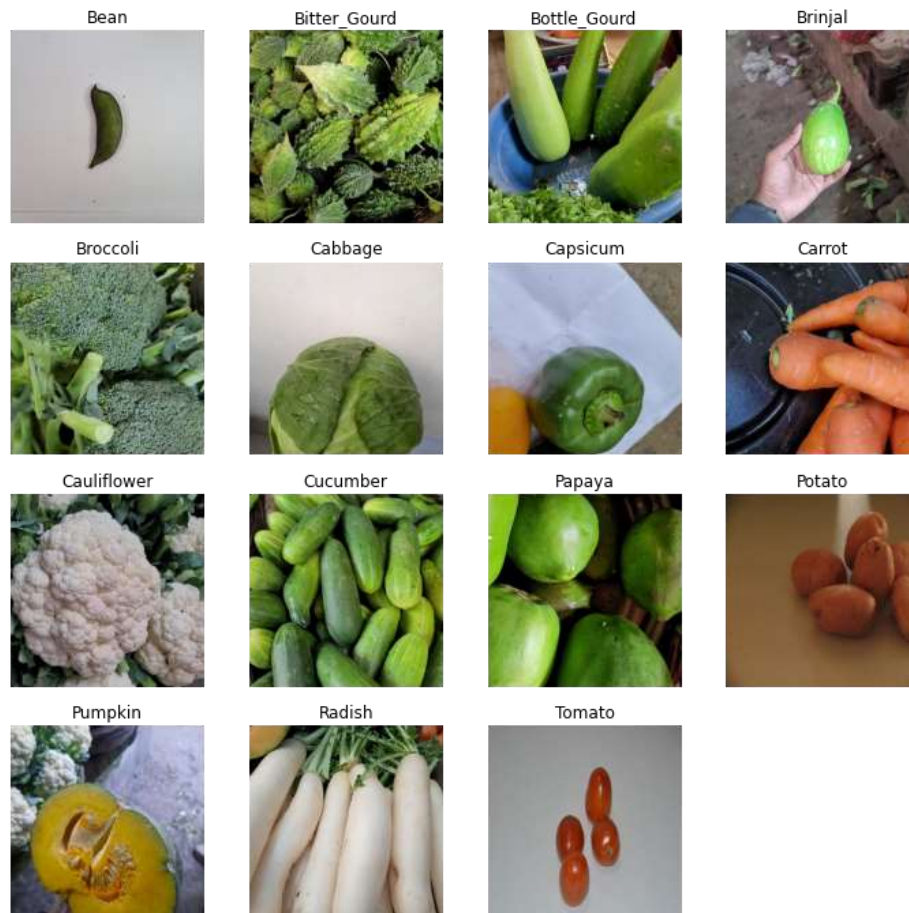 Bean Bitter_Gourd Bottle_Gourd Brinjal
Broccoli Cabbage Capsicum Carrot
Cauliflower Cucumber Papaya Potato
Pumpkin Radish Tomato